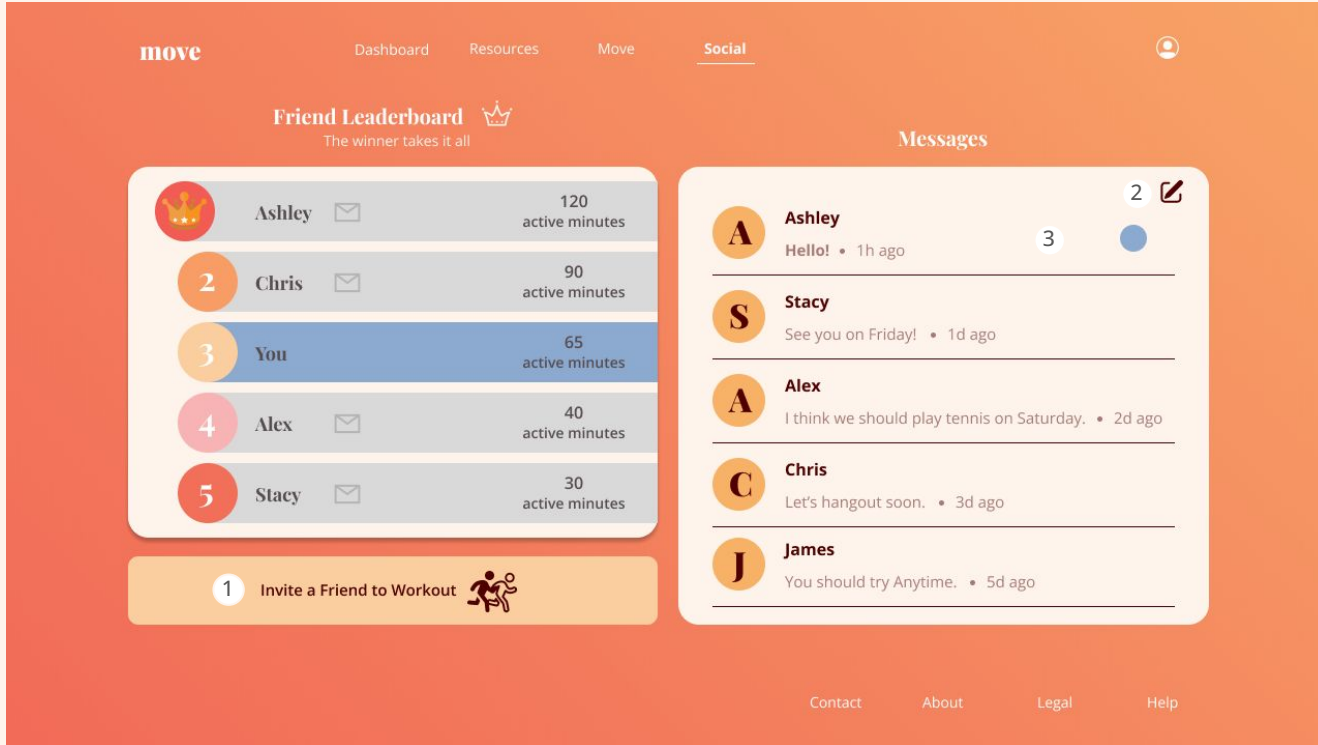 move
Dashboard
Resources
Move
Social
Friend Leaderboard
The winner takes it all
Ashley
120
active minutes
2
Chris
90
active minutes
3
You
65
active minutes
4
Alex
40
active minutes
5
Stacy
30
active minutes
1
Invite a Friend to Workout
Messages
2
A
Ashley
Hello! • 1h ago
3
S
Stacy
See you on Friday! • 1d ago
A
Alex
I think we should play tennis on Saturday. • 2d ago
C
Chris
Let's hangout soon. • 3d ago
J
James
You should try Anytime. • 5d ago
Contact
About
Legal
Help